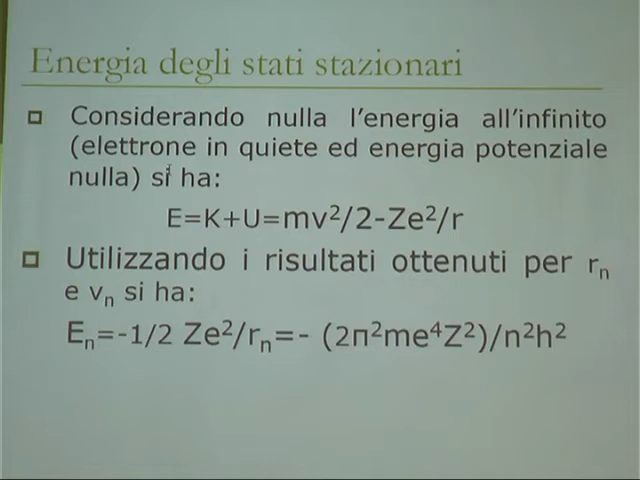 Energia degli stati stazionari
Considerando nulla l'energia all'infinito
(elettrone in quiete ed energia potenziale
nulla) si ha:
E=K+U=mv²/2-Ze²/r
Utilizzando i risultati ottenuti per rₙ
e vₙ si ha:
Eₙ=-1/2 Ze²/rₙ=- (2π²me⁴Z²)/n²h²